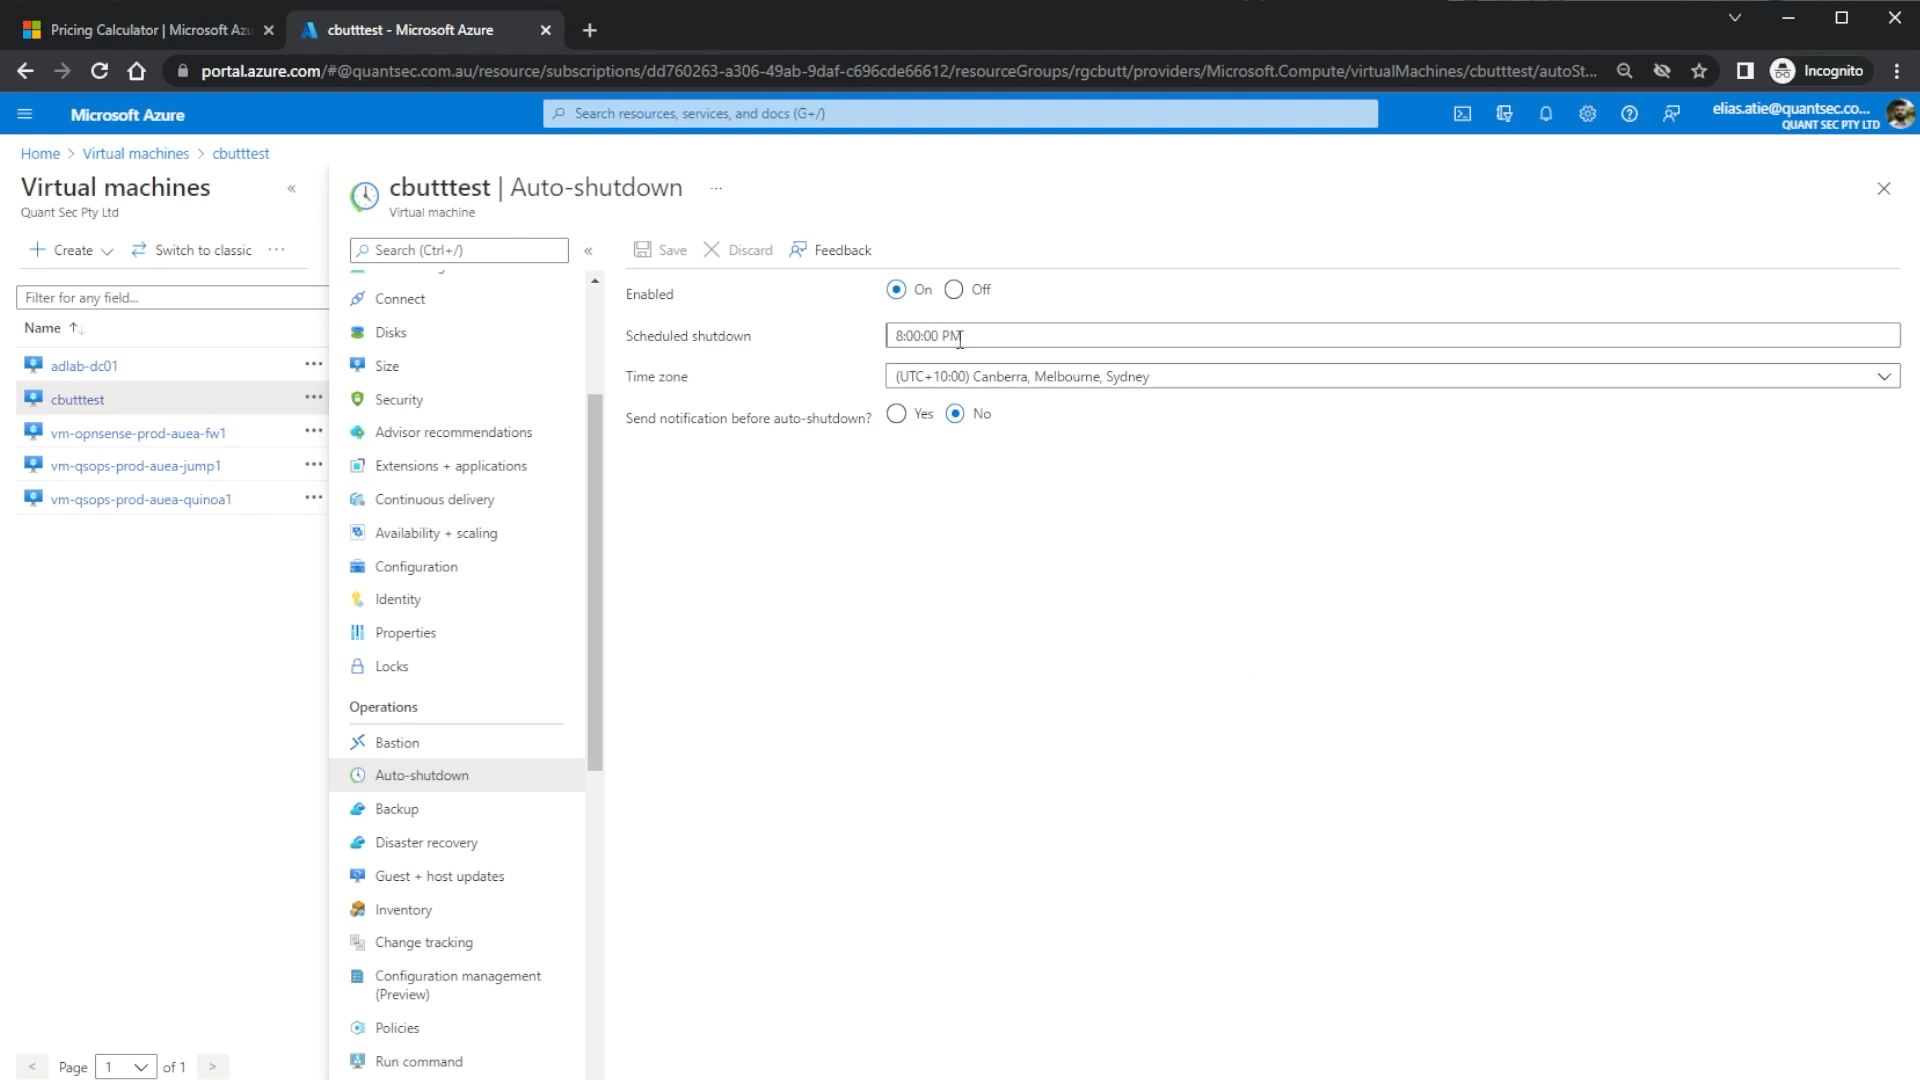 Pricing Calculator | Microsoft Azu
cbutttest - Microsoft Azure
portal.azure.com/#@quantsec.com.au/resource/subscriptions/dd760263-a306-49ab-9daf-c696cde66612/resourceGroups/rgcbutt/providers/Microsoft.Compute/virtualMachines/cbutttest/autoSt...
Incognito
Microsoft Azure
Search resources, services, and docs (G+/)
elias.atie@quantsec.co...
QUANT SEC PTY LTD
Home > Virtual machines > cbutttest
Virtual machines
Quant Sec Pty Ltd
Create
Switch to classic
Filter for any field...
Name
adlab-dc01
cbutttest
vm-opnsense-prod-auea-fw1
vm-qsops-prod-auea-jump1
vm-qsops-prod-auea-quinoa1
Page 1 of 1
cbutttest | Auto-shutdown
Virtual machine
Search (Ctrl+/)
Connect
Disks
Size
Security
Advisor recommendations
Extensions + applications
Continuous delivery
Availability + scaling
Configuration
Identity
Properties
Locks
Operations
Bastion
Auto-shutdown
Backup
Disaster recovery
Guest + host updates
Inventory
Change tracking
Configuration management
(Preview)
Policies
Run command
Save
Discard
Feedback
Enabled
On
Off
Scheduled shutdown
8:00:00 PM
Time zone
(UTC+10:00) Canberra, Melbourne, Sydney
Send notification before auto-shutdown?
Yes
No